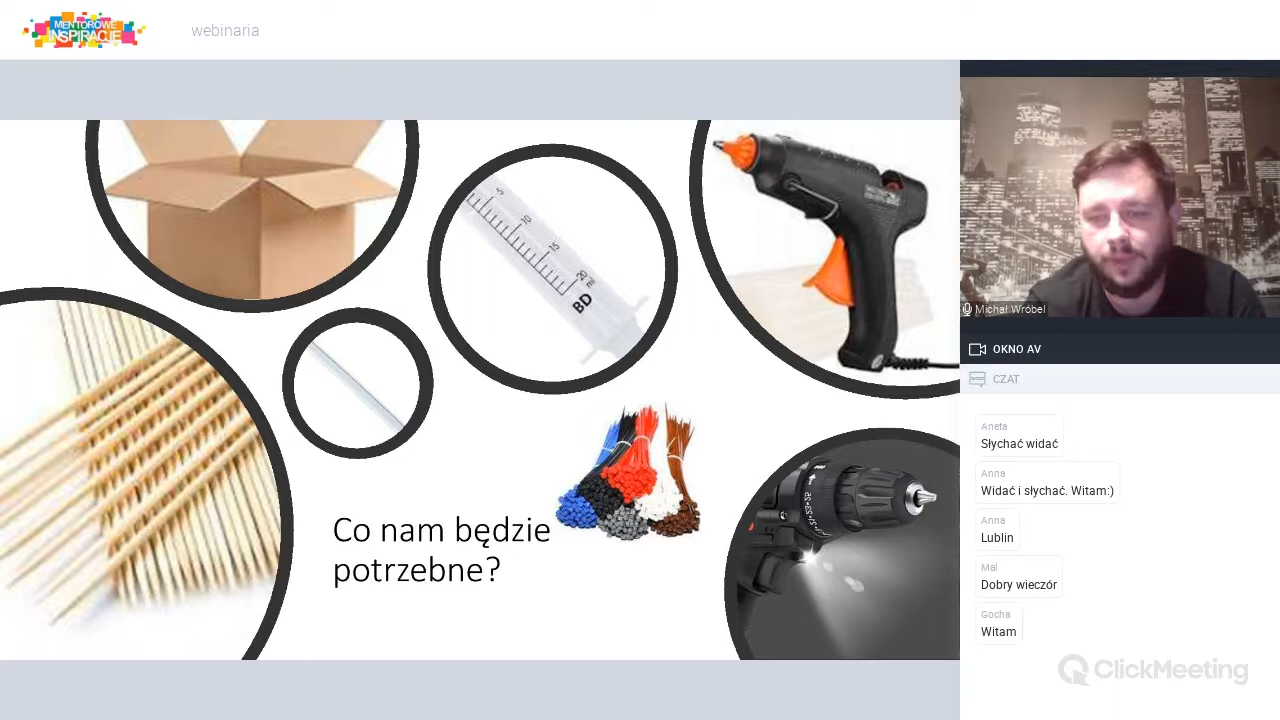 MENTOROWE
INSPIRACJE
webinaria
5
10
15
20
ml
BD
Co nam będzie
potrzebne?
Michał Wróbel
OKNO AV
CZAT
Aneta
Słychać widać
Anna
Widać i słychać. Witam:)
Anna
Lublin
Mal
Dobry wieczór
Gocha
Witam
ClickMeeting